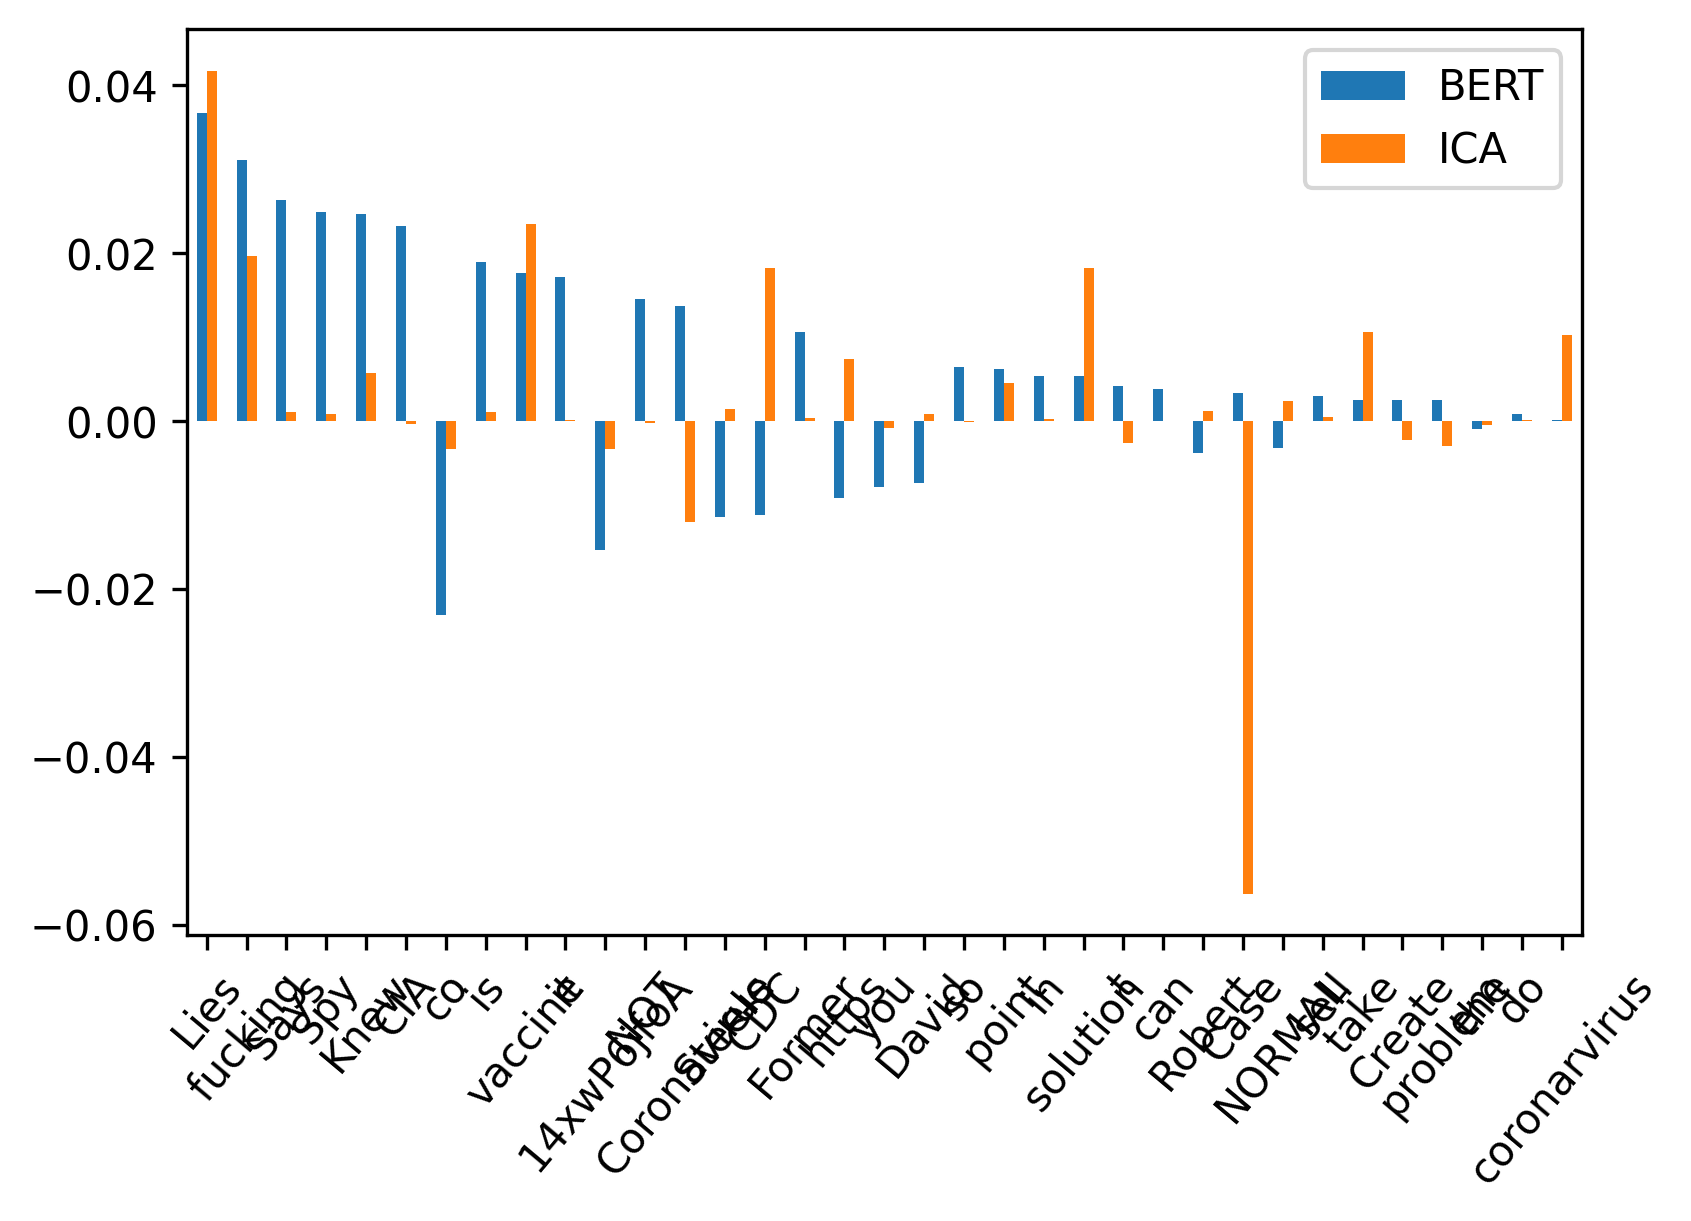 0.04
0.02
0.00
−0.02
−0.04
−0.06
BERT
ICA
Lies
fucking
Says
Spy
Knew
CIA
co
is
vaccine
it
NOT
Coronavirus
CDC
Former
https
you
David
so
point
in
solution
t
can
Robert
Case
NORMAL
sell
take
Create
problem
the
do
coronarvirus